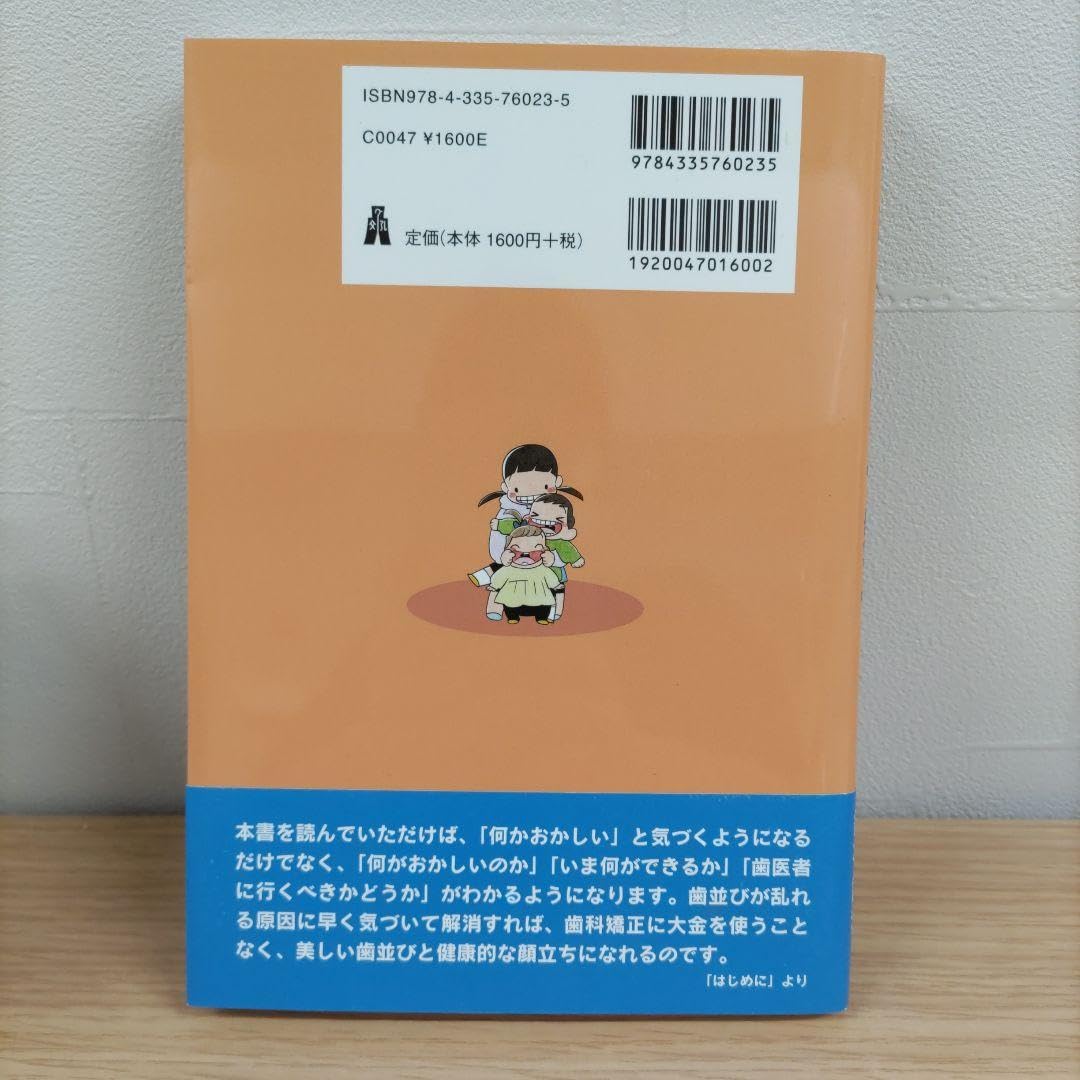 ISBN978-4-335-76023-5
C0047 ¥1600E
9784335760235
定価(本体 1600円+税)
1920047016002
本書を読んでいただけば、「何かおかしい」と気づくようになる
だけでなく、「何がおかしいのか」「いま何ができるか」「歯医者
に行くべきかどうか」がわかるようになります。歯並びが乱れ
る原因に早く気づいて解消すれば、歯科矯正に大金を使うこと
なく、美しい歯並びと健康的な顔立ちになれるのです。
「はじめに」より